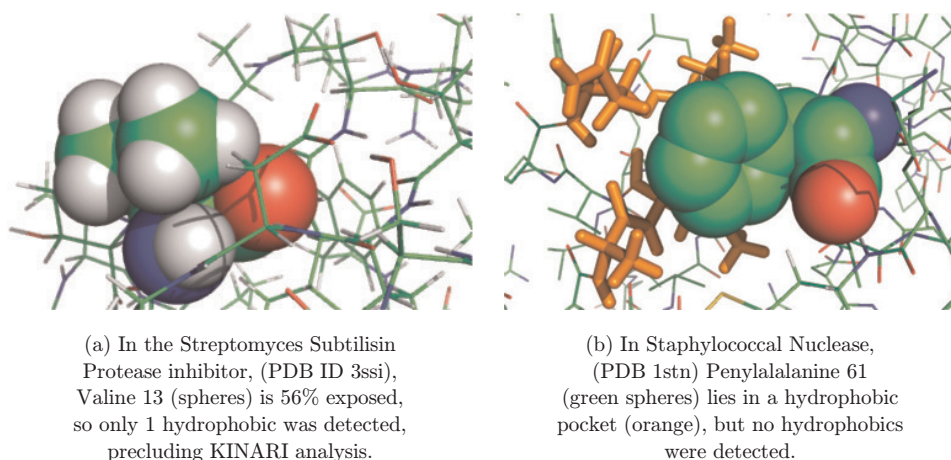 (a) In the Streptomyces Subtilisin
Protease inhibitor, (PDB ID 3ssi),
Valine 13 (spheres) is 56% exposed,
so only 1 hydrophobic was detected,
precluding KINARI analysis.
(b) In Staphylococcal Nuclease,
(PDB 1stn) Penylalalanine 61
(green spheres) lies in a hydrophobic
pocket (orange), but no hydrophobics
were detected.